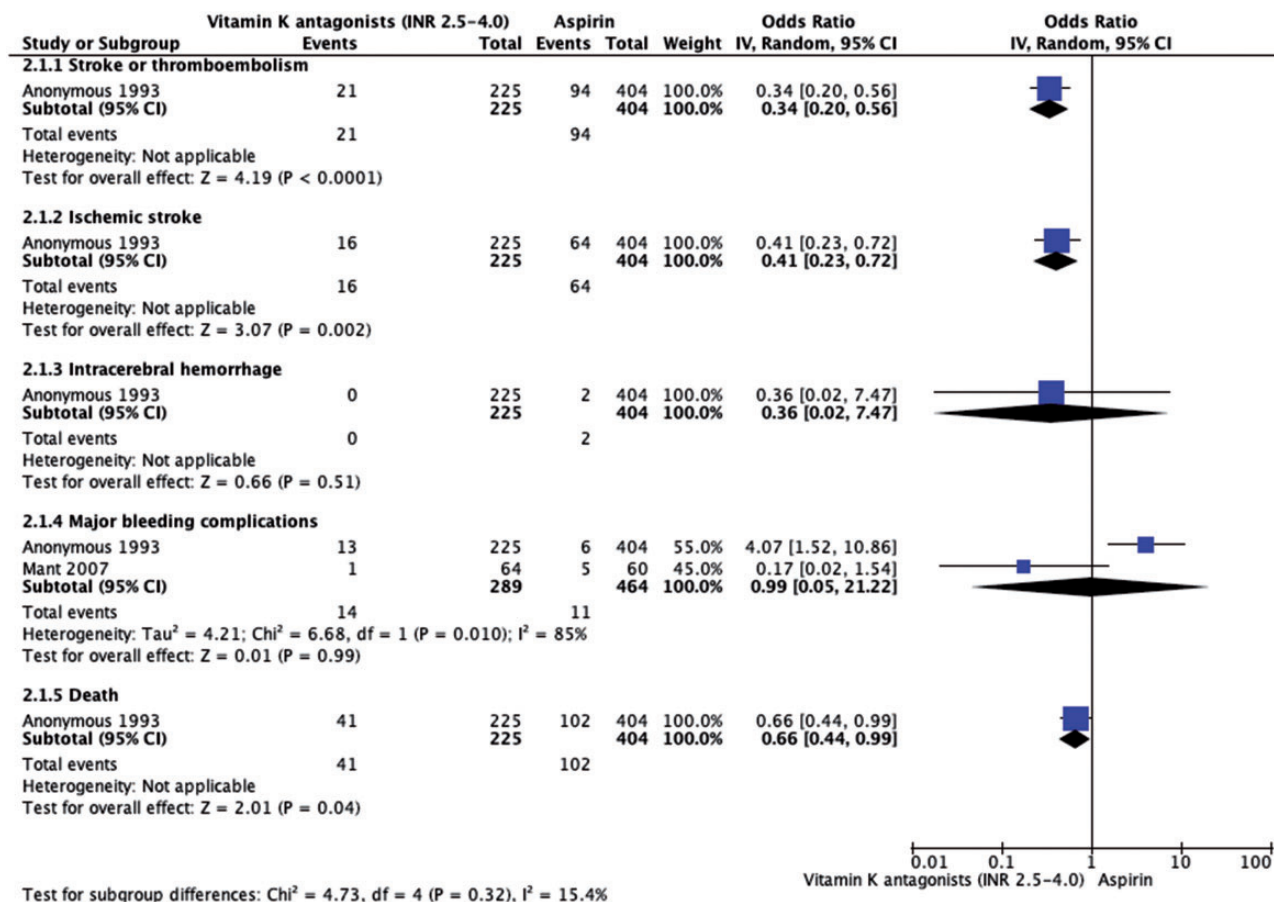 Vitamin K antagonists (INR 2.5–4.0) Aspirin Odds Ratio Odds Ratio
Study or Subgroup Events Total Events Total Weight IV, Random, 95% CI IV, Random, 95% CI
2.1.1 Stroke or thromboembolism
Anonymous 1993 21 225 94 404 100.0% 0.34 [0.20, 0.56]
Subtotal (95% CI) 225 404 100.0% 0.34 [0.20, 0.56]
Total events 21 94
Heterogeneity: Not applicable
Test for overall effect: Z = 4.19 (P < 0.0001)
2.1.2 Ischemic stroke
Anonymous 1993 16 225 64 404 100.0% 0.41 [0.23, 0.72]
Subtotal (95% CI) 225 404 100.0% 0.41 [0.23, 0.72]
Total events 16 64
Heterogeneity: Not applicable
Test for overall effect: Z = 3.07 (P = 0.002)
2.1.3 Intracerebral hemorrhage
Anonymous 1993 0 225 2 404 100.0% 0.36 [0.02, 7.47]
Subtotal (95% CI) 225 404 100.0% 0.36 [0.02, 7.47]
Total events 0 2
Heterogeneity: Not applicable
Test for overall effect: Z = 0.66 (P = 0.51)
2.1.4 Major bleeding complications
Anonymous 1993 13 225 6 404 55.0% 4.07 [1.52, 10.86]
Mant 2007 1 64 5 60 45.0% 0.17 [0.02, 1.54]
Subtotal (95% CI) 289 464 100.0% 0.99 [0.05, 21.22]
Total events 14 11
Heterogeneity: Tau² = 4.21; Chi² = 6.68, df = 1 (P = 0.010); I² = 85%
Test for overall effect: Z = 0.01 (P = 0.99)
2.1.5 Death
Anonymous 1993 41 225 102 404 100.0% 0.66 [0.44, 0.99]
Subtotal (95% CI) 225 404 100.0% 0.66 [0.44, 0.99]
Total events 41 102
Heterogeneity: Not applicable
Test for overall effect: Z = 2.01 (P = 0.04)
0.01 0.1 1 10 100
Vitamin K antagonists (INR 2.5–4.0) Aspirin
Test for subgroup differences: Chi² = 4.73, df = 4 (P = 0.32), I² = 15.4%